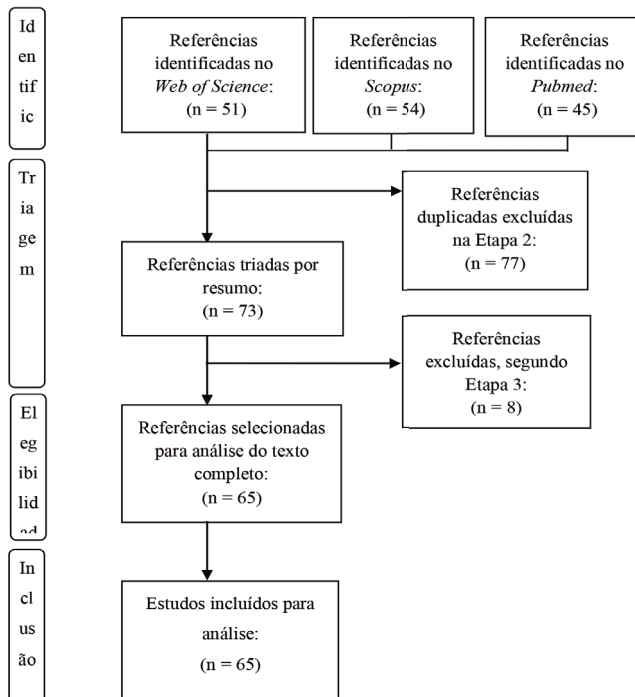 Id
en
tif
ic
Referências
identificadas no
Web of Science:
(n = 51)
Referências
identificadas no
Scopus:
(n = 54)
Referências
identificadas no
Pubmed:
(n = 45)
Tr
ia
ge
m
Referências
duplicadas excluídas
na Etapa 2:
(n = 77)
Referências triadas por
resumo:
(n = 73)
Referências
excluídas, segundo
Etapa 3:
(n = 8)
El
eg
ibi
lid
ad
Referências selecionadas
para análise do texto
completo:
(n = 65)
In
cl
us
ão
Estudos incluídos para
análise:
(n = 65)